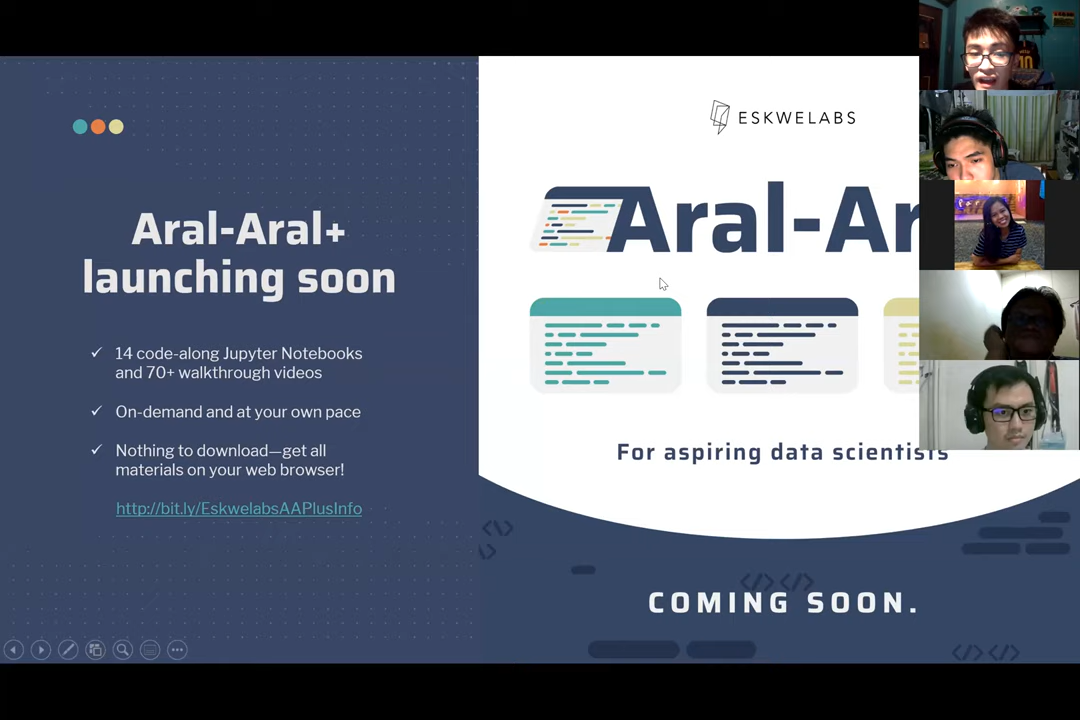 Aral-Aral+
launching soon
14 code-along Jupyter Notebooks
and 70+ walkthrough videos
On-demand and at your own pace
Nothing to download—get all
materials on your web browser!
http://bit.ly/EskwelabsAAPlusInfo
ESKWELABS
Aral-Ar
For aspiring data scientists
COMING SOON.
10